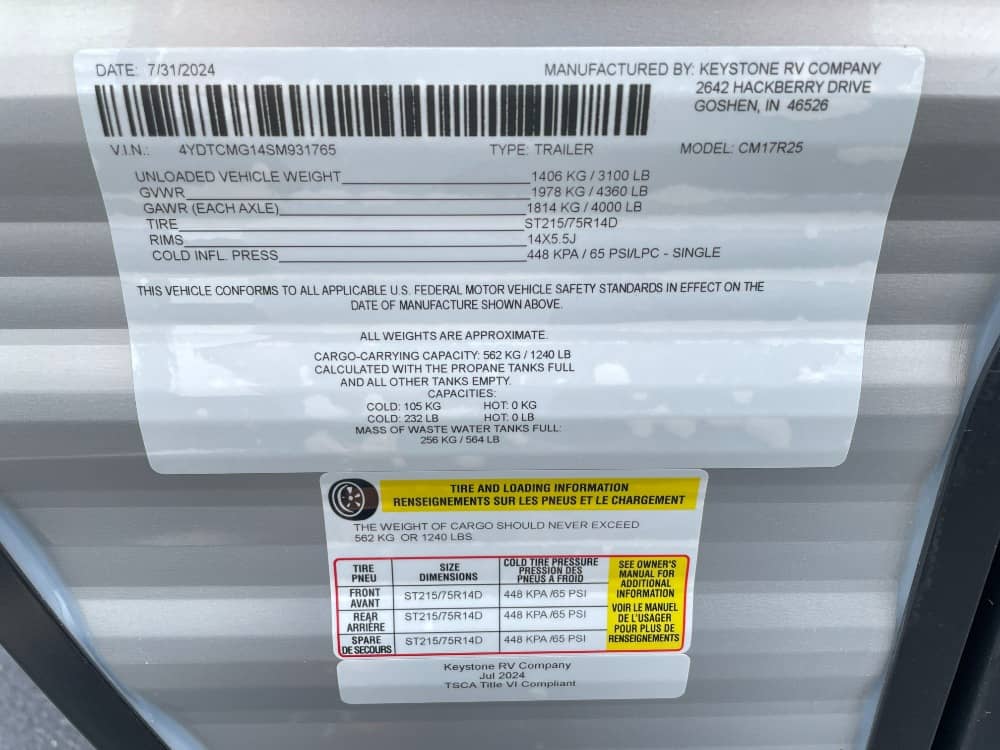 DATE: 7/31/2024
MANUFACTURED BY: KEYSTONE RV COMPANY
2642 HACKBERRY DRIVE
GOSHEN, IN 46526
V.I.N.: 4YDTCMG14SM931765 TYPE: TRAILER MODEL: CM17R25
UNLOADED VEHICLE WEIGHT 1406 KG / 3100 LB
GVWR 1978 KG / 4360 LB
GAWR (EACH AXLE) 1814 KG / 4000 LB
TIRE ST215/75R14D
RIMS 14X5.5J
COLD INFL. PRESS 448 KPA / 65 PSI/LPC - SINGLE
THIS VEHICLE CONFORMS TO ALL APPLICABLE U.S. FEDERAL MOTOR VEHICLE SAFETY STANDARDS IN EFFECT ON THE
DATE OF MANUFACTURE SHOWN ABOVE.
ALL WEIGHTS ARE APPROXIMATE.
CARGO-CARRYING CAPACITY: 562 KG / 1240 LB
CALCULATED WITH THE PROPANE TANKS FULL
AND ALL OTHER TANKS EMPTY.
CAPACITIES:
COLD: 105 KG HOT: 0 KG
COLD: 232 LB HOT: 0 LB
MASS OF WASTE WATER TANKS FULL:
256 KG / 564 LB
TIRE AND LOADING INFORMATION
RENSEIGNEMENTS SUR LES PNEUS ET LE CHARGEMENT
THE WEIGHT OF CARGO SHOULD NEVER EXCEED
562 KG OR 1240 LBS.
TIRE
PNEU
SIZE
DIMENSIONS
COLD TIRE PRESSURE
PRESSION DES
PNEUS A FROID
FRONT
AVANT
ST215/75R14D
448 KPA /65 PSI
REAR
ARRIÈRE
ST215/75R14D
448 KPA /65 PSI
SPARE
DE SECOURS
ST215/75R14D
448 KPA /65 PSI
SEE OWNER'S
MANUAL FOR
ADDITIONAL
INFORMATION
VOIR LE MANUEL
DE L'USAGER
POUR PLUS DE
RENSEIGNEMENTS
Keystone RV Company
Jul 2024
TSCA Title VI Compliant